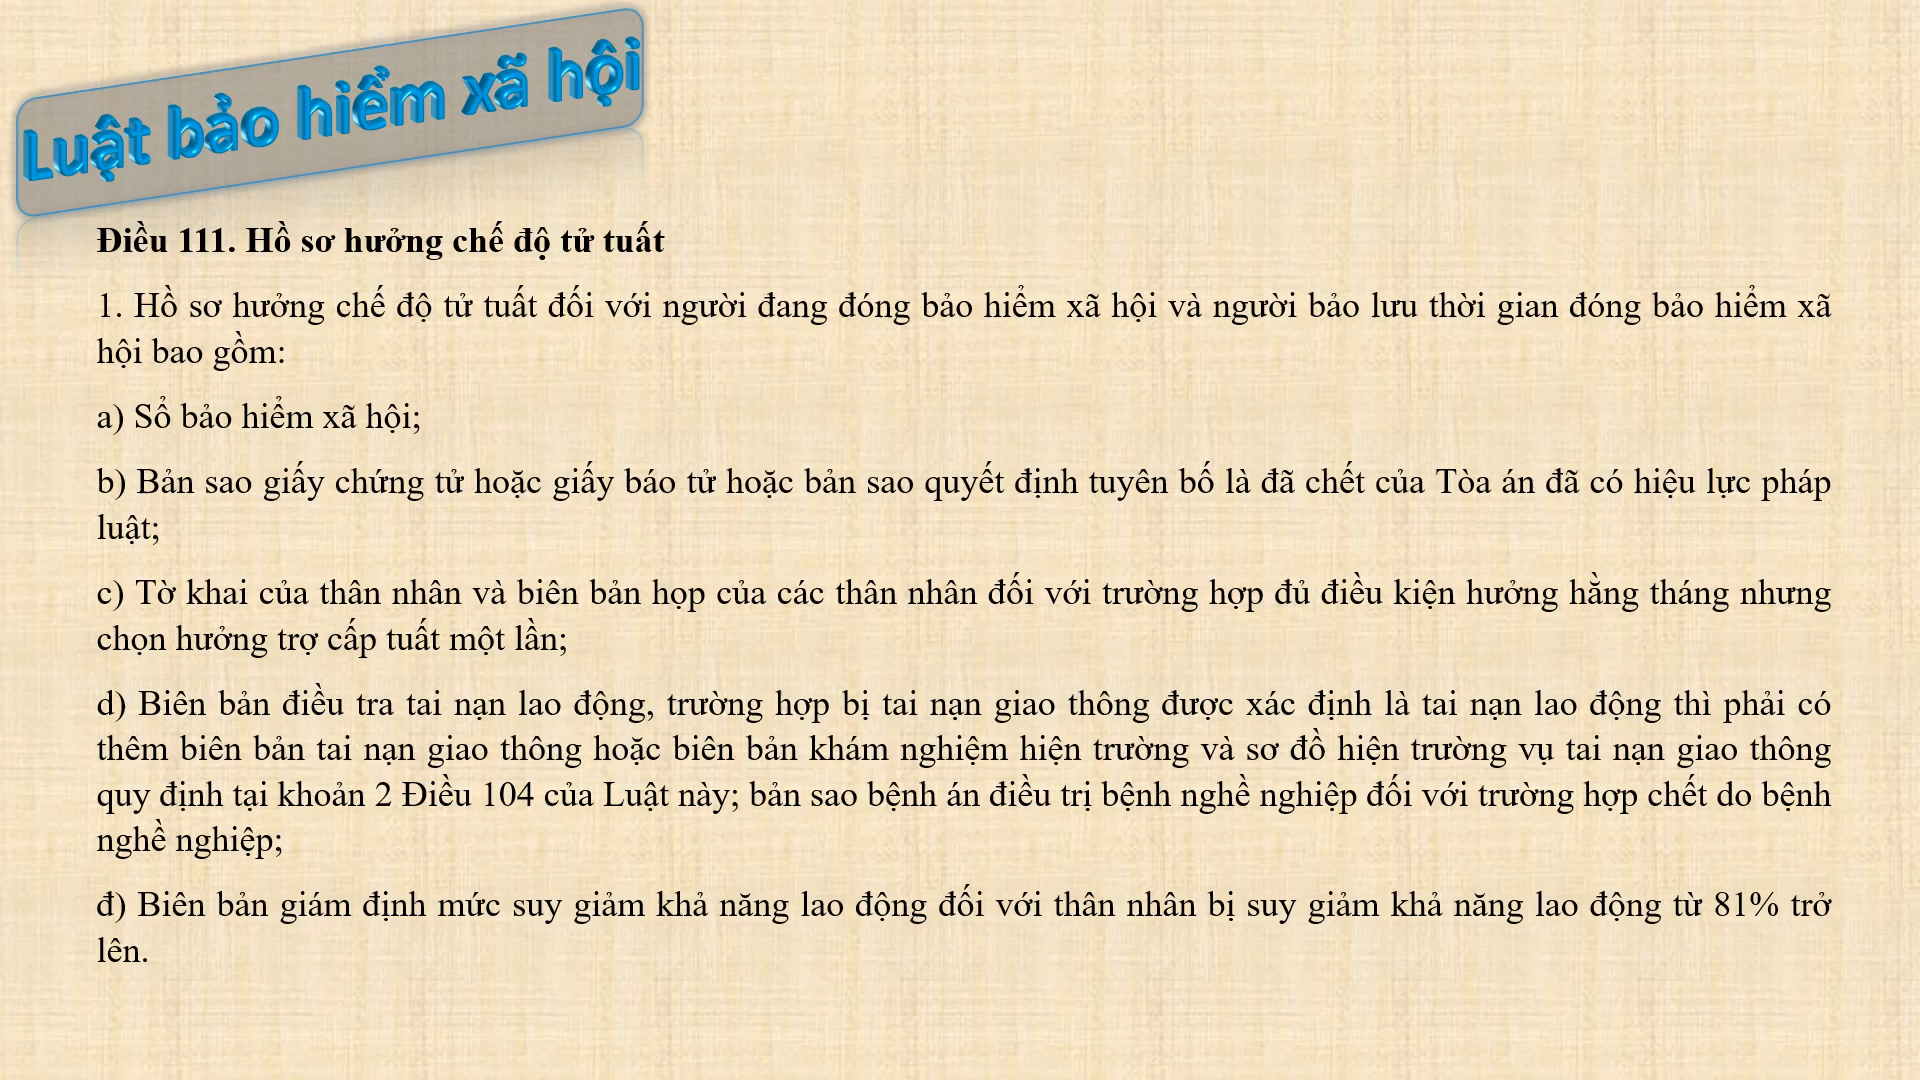 Luật bảo hiểm xã hội
Điều 111. Hồ sơ hưởng chế độ tử tuất
1. Hồ sơ hưởng chế độ tử tuất đối với người đang đóng bảo hiểm xã hội và người bảo lưu thời gian đóng bảo hiểm xã
hội bao gồm:
a) Sổ bảo hiểm xã hội;
b) Bản sao giấy chứng tử hoặc giấy báo tử hoặc bản sao quyết định tuyên bố là đã chết của Tòa án đã có hiệu lực pháp
luật;
c) Tờ khai của thân nhân và biên bản họp của các thân nhân đối với trường hợp đủ điều kiện hưởng hằng tháng nhưng
chọn hưởng trợ cấp tuất một lần;
d) Biên bản điều tra tai nạn lao động, trường hợp bị tai nạn giao thông được xác định là tai nạn lao động thì phải có
thêm biên bản tai nạn giao thông hoặc biên bản khám nghiệm hiện trường và sơ đồ hiện trường vụ tai nạn giao thông
quy định tại khoản 2 Điều 104 của Luật này; bản sao bệnh án điều trị bệnh nghề nghiệp đối với trường hợp chết do bệnh
nghề nghiệp;
đ) Biên bản giám định mức suy giảm khả năng lao động đối với thân nhân bị suy giảm khả năng lao động từ 81% trở
lên.